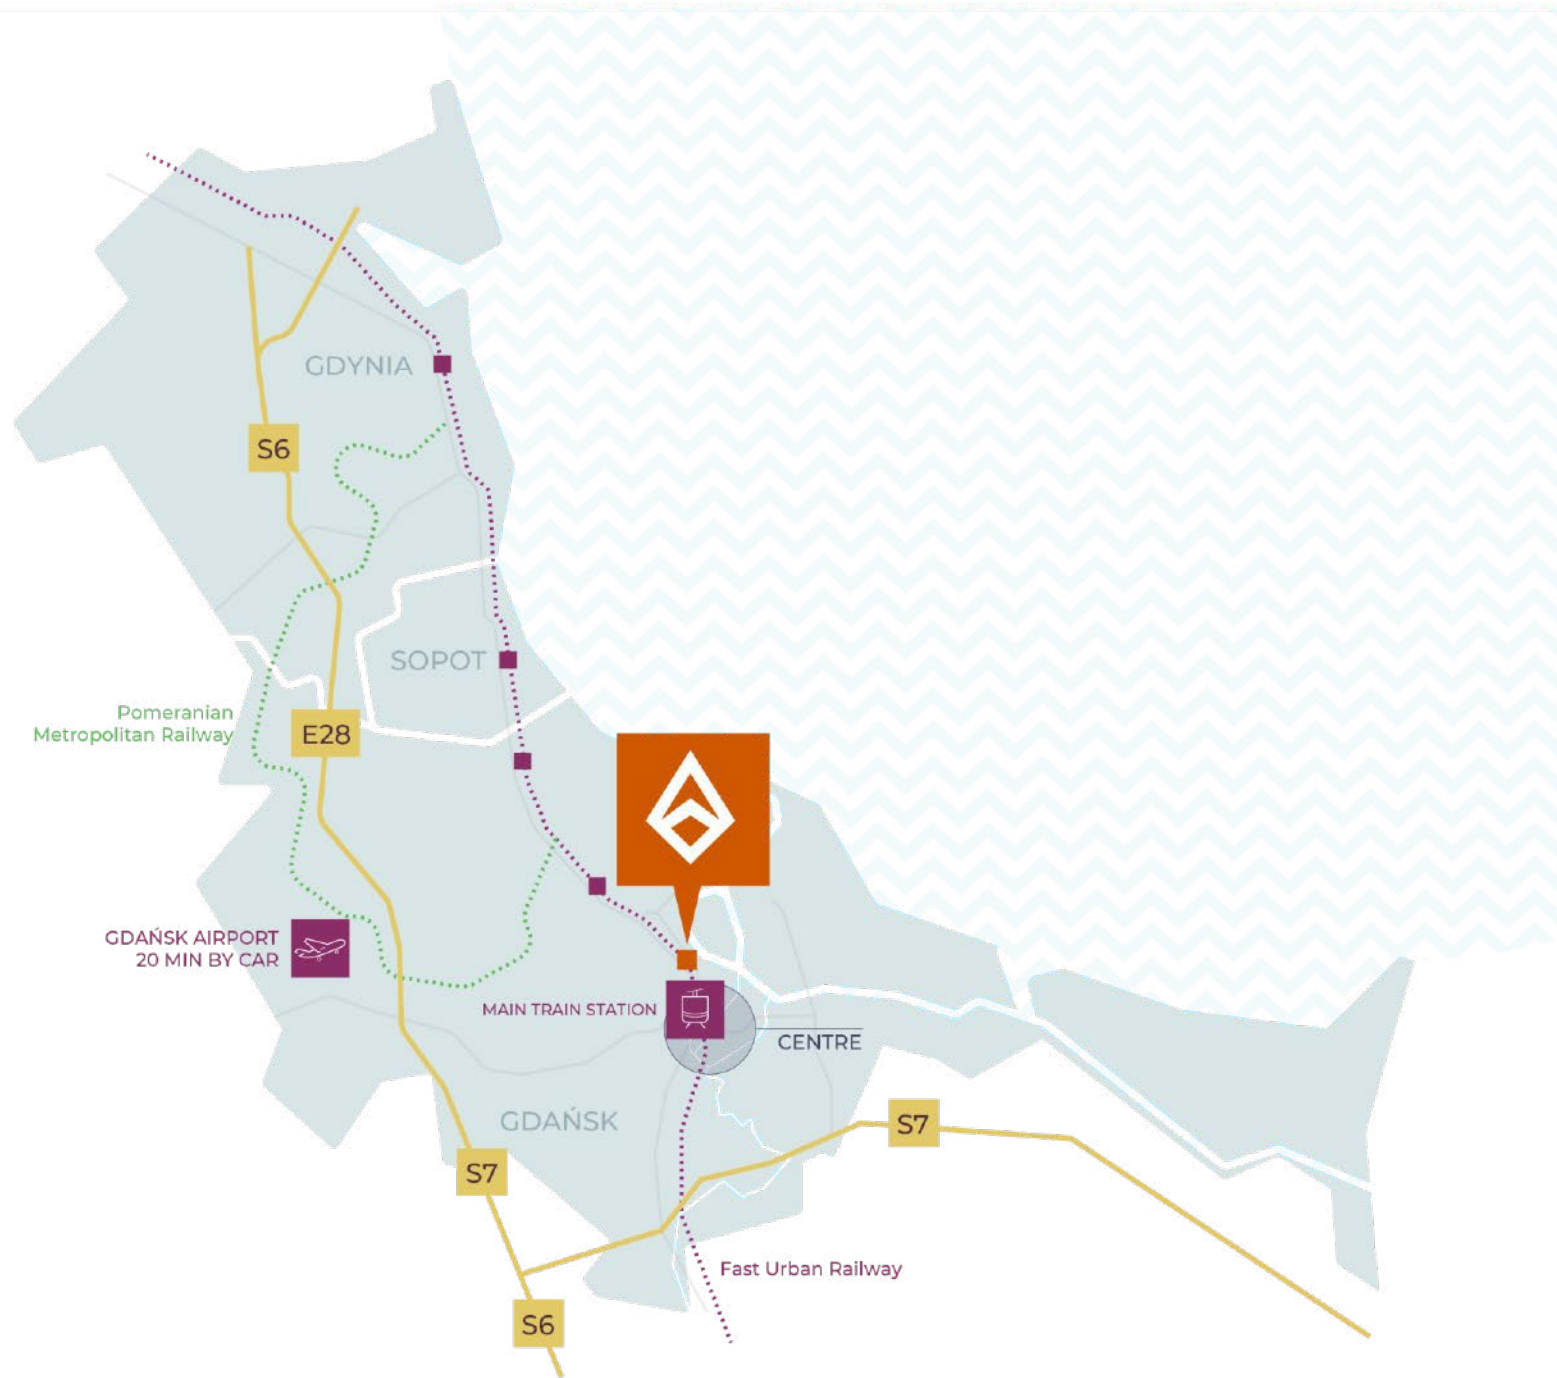 GDYNIA
S6
SOPOT
Pomeranian
Metropolitan Railway
E28
GDAŃSK AIRPORT
20 MIN BY CAR
MAIN TRAIN STATION
CENTRE
GDAŃSK
S7
S7
Fast Urban Railway
S6